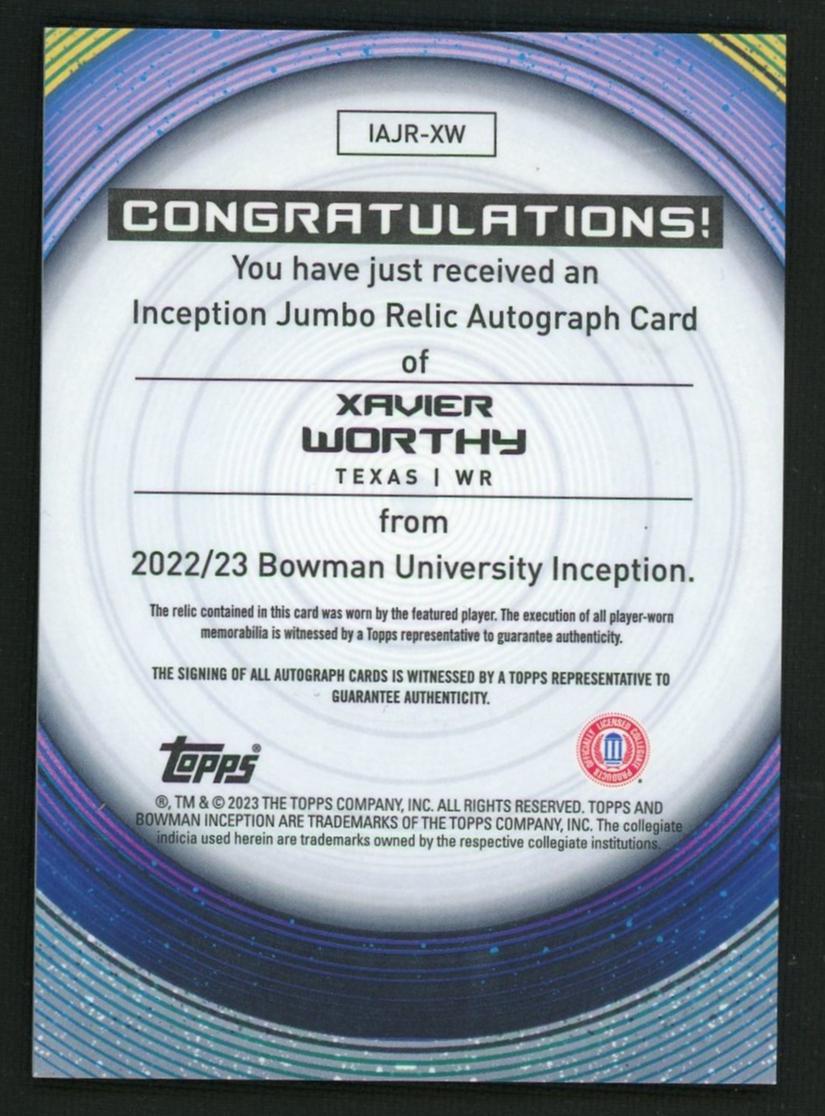 IAJR-XW
CONGRATULATIONS!
You have just received an
Inception Jumbo Relic Autograph Card
of
XAVIER
WORTHY
TEXAS | WR
from
2022/23 Bowman University Inception.
The relic contained in this card was worn by the featured player. The execution of all player-worn
memorabilia is witnessed by a Topps representative to guarantee authenticity.
THE SIGNING OF ALL AUTOGRAPH CARDS IS WITNESSED BY A TOPPS REPRESENTATIVE TO
GUARANTEE AUTHENTICITY.
topps®
OFFICIALLY LICENSED COLLEGIATE PRODUCTS
®, TM & © 2023 THE TOPPS COMPANY, INC. ALL RIGHTS RESERVED. TOPPS AND
BOWMAN INCEPTION ARE TRADEMARKS OF THE TOPPS COMPANY, INC. The collegiate
indicia used herein are trademarks owned by the respective collegiate institutions.